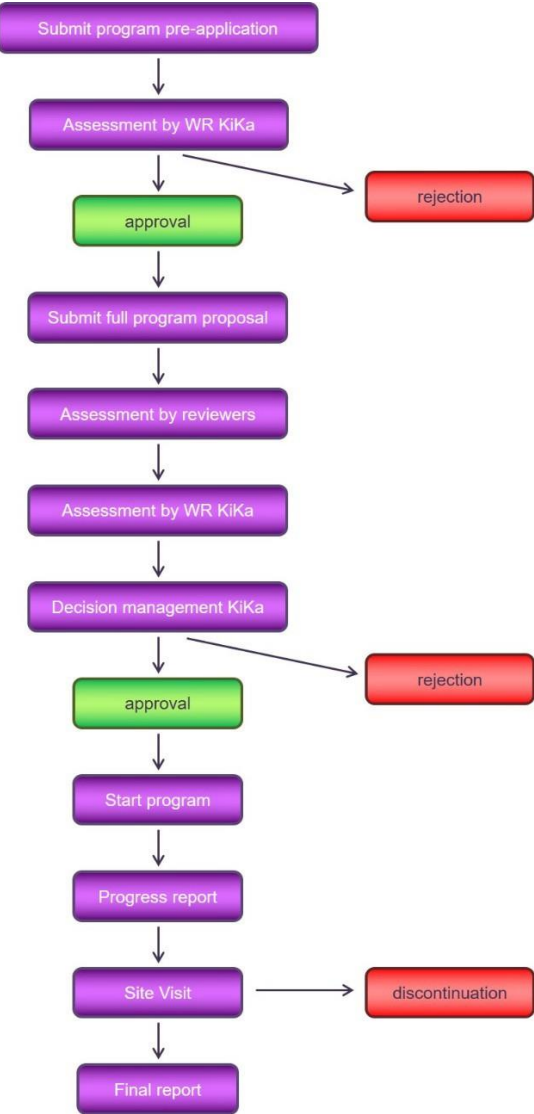 Submit program pre-application
Assessment by WR KiKa
rejection
approval
Submit full program proposal
Assessment by reviewers
Assessment by WR KiKa
Decision management KiKa
rejection
approval
Start program
Progress report
Site Visit
discontinuation
Final report